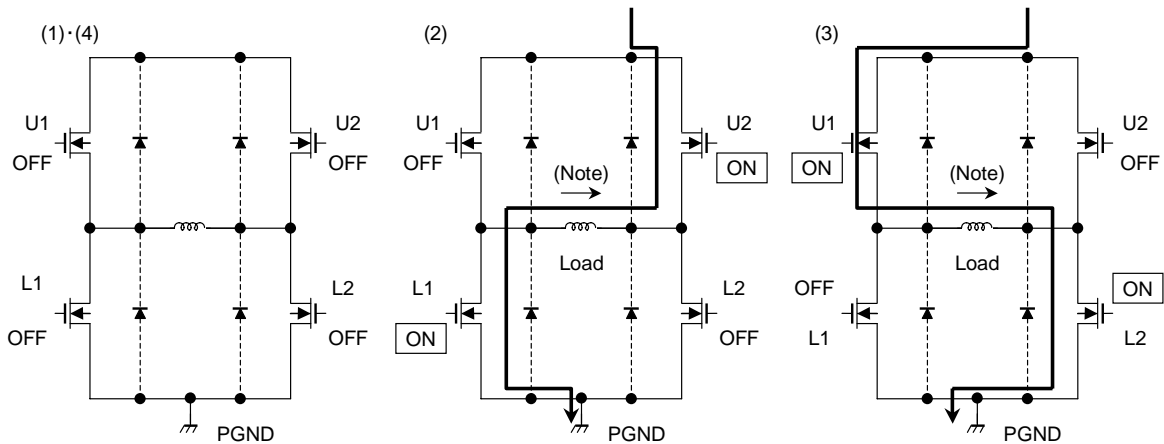 (1)·(4)
U1
OFF
U2
OFF
L1
OFF
L2
OFF
PGND
(2)
U1
OFF
U2
ON
(Note)
Load
L1
ON
L2
OFF
PGND
(3)
U1
ON
U2
OFF
(Note)
Load
OFF
L1
ON
L2
PGND